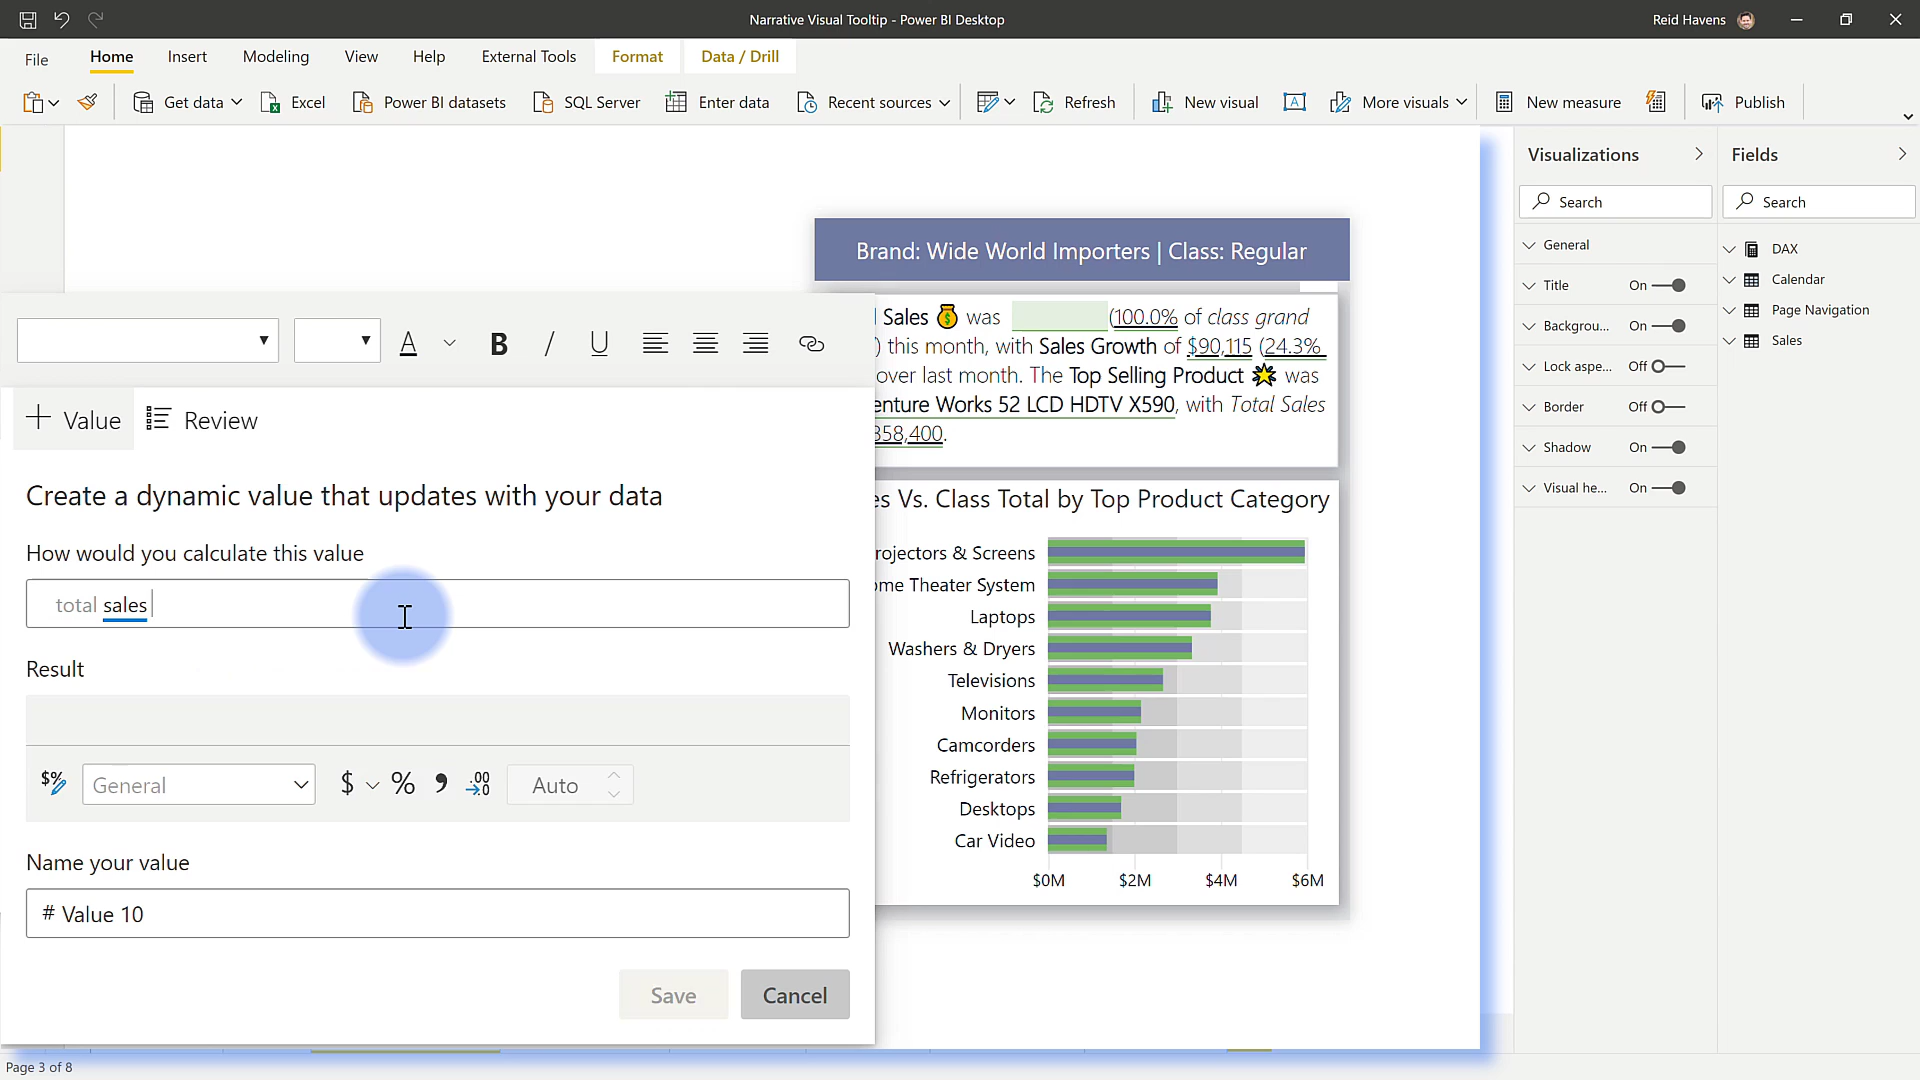 Narrative Visual Tooltip - Power BI Desktop
Reid Havens
File Home Insert Modeling View Help External Tools Format Data / Drill
Get data Excel Power BI datasets SQL Server Enter data Recent sources Refresh New visual More visuals New measure Publish
Brand: Wide World Importers | Class: Regular
Sales 💰 was (100.0% of class grand
) this month, with Sales Growth of $90,115 (24.3%
over last month. The Top Selling Product 🌟 was
enture Works 52 LCD HDTV X590, with Total Sales
358,400.
B / U
Value Review
Create a dynamic value that updates with your data
How would you calculate this value
total sales
Result
General $ % , .00 →.0 Auto
Name your value
# Value 10
Save Cancel
es Vs. Class Total by Top Product Category
rojectors & Screens
ome Theater System
Laptops
Washers & Dryers
Televisions
Monitors
Camcorders
Refrigerators
Desktops
Car Video
$0M $2M $4M $6M
Visualizations
Search
General
Title On
Backgrou... On
Lock aspe... Off
Border Off
Shadow On
Visual he... On
Fields
Search
DAX
Calendar
Page Navigation
Sales
Page 3 of 8